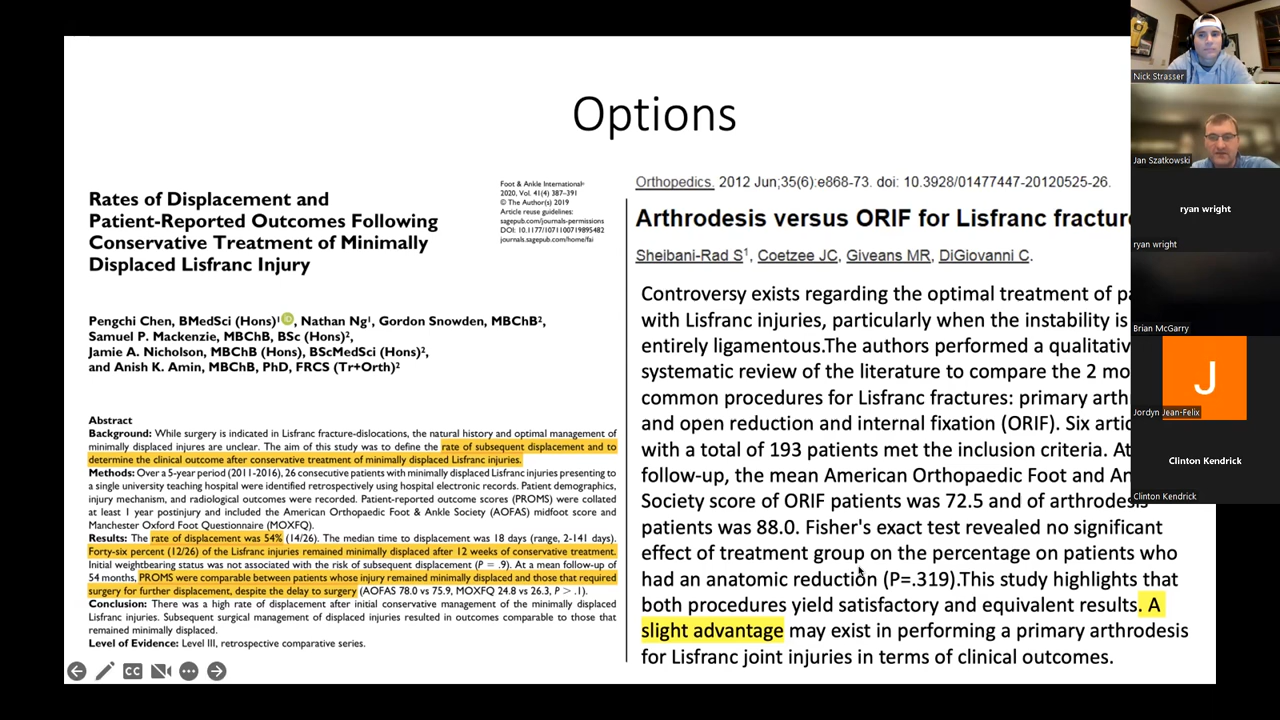 Options
Rates of Displacement and
Patient-Reported Outcomes Following
Conservative Treatment of Minimally
Displaced Lisfranc Injury
Foot & Ankle International®
2020, Vol. 41(4) 387–391
© The Author(s) 2019
Article reuse guidelines:
sagepub.com/journals-permissions
DOI: 10.1177/1071100719895482
journals.sagepub.com/home/fai
Pengchi Chen, BMedSci (Hons)¹ iD, Nathan Ng¹, Gordon Snowden, MBChB²,
Samuel P. Mackenzie, MBChB, BSc (Hons)²,
Jamie A. Nicholson, MBChB (Hons), BScMedSci (Hons)²,
and Anish K. Amin, MBChB, PhD, FRCS (Tr+Orth)²
Abstract
Background: While surgery is indicated in Lisfranc fracture-dislocations, the natural history and optimal management of
minimally displaced injuries are unclear. The aim of this study was to define the rate of subsequent displacement and to
determine the clinical outcome after conservative treatment of minimally displaced Lisfranc injuries.
Methods: Over a 5-year period (2011-2016), 26 consecutive patients with minimally displaced Lisfranc injuries presenting to
a single university teaching hospital were identified retrospectively using hospital electronic records. Patient demographics,
injury mechanism, and radiological outcomes were recorded. Patient-reported outcome scores (PROMS) were collated
at least 1 year postinjury and included the American Orthopaedic Foot & Ankle Society (AOFAS) midfoot score and
Manchester Oxford Foot Questionnaire (MOXFQ).
Results: The rate of displacement was 54% (14/26). The median time to displacement was 18 days (range, 2-141 days).
Forty-six percent (12/26) of the Lisfranc injuries remained minimally displaced after 12 weeks of conservative treatment.
Initial weightbearing status was not associated with the risk of subsequent displacement (P = .9). At a mean follow-up of
54 months, PROMS were comparable between patients whose injury remained minimally displaced and those that required
surgery for further displacement, despite the delay to surgery (AOFAS 78.0 vs 75.9, MOXFQ 24.8 vs 26.3, P > .1).
Conclusion: There was a high rate of displacement after initial conservative management of the minimally displaced
Lisfranc injuries. Subsequent surgical management of displaced injuries resulted in outcomes comparable to those that
remained minimally displaced.
Level of Evidence: Level III, retrospective comparative series.
Orthopedics. 2012 Jun;35(6):e868-73. doi: 10.3928/01477447-20120525-26.
Arthrodesis versus ORIF for Lisfranc fracture
Sheibani-Rad S¹, Coetzee JC, Giveans MR, DiGiovanni C.
Controversy exists regarding the optimal treatment of pa
with Lisfranc injuries, particularly when the instability is
entirely ligamentous.The authors performed a qualitativ
systematic review of the literature to compare the 2 mo
common procedures for Lisfranc fractures: primary arth
and open reduction and internal fixation (ORIF). Six artic
with a total of 193 patients met the inclusion criteria. At
follow-up, the mean American Orthopaedic Foot and An
Society score of ORIF patients was 72.5 and of arthrodesis
patients was 88.0. Fisher's exact test revealed no significant
effect of treatment group on the percentage on patients who
had an anatomic reduction (P=.319).This study highlights that
both procedures yield satisfactory and equivalent results. A
slight advantage may exist in performing a primary arthrodesis
for Lisfranc joint injuries in terms of clinical outcomes.
CC
Nick Strasser
Jan Szatkowski
ryan wright
ryan wright
Brian McGarry
J
Jordyn Jean-Felix
Clinton Kendrick
Clinton Kendrick